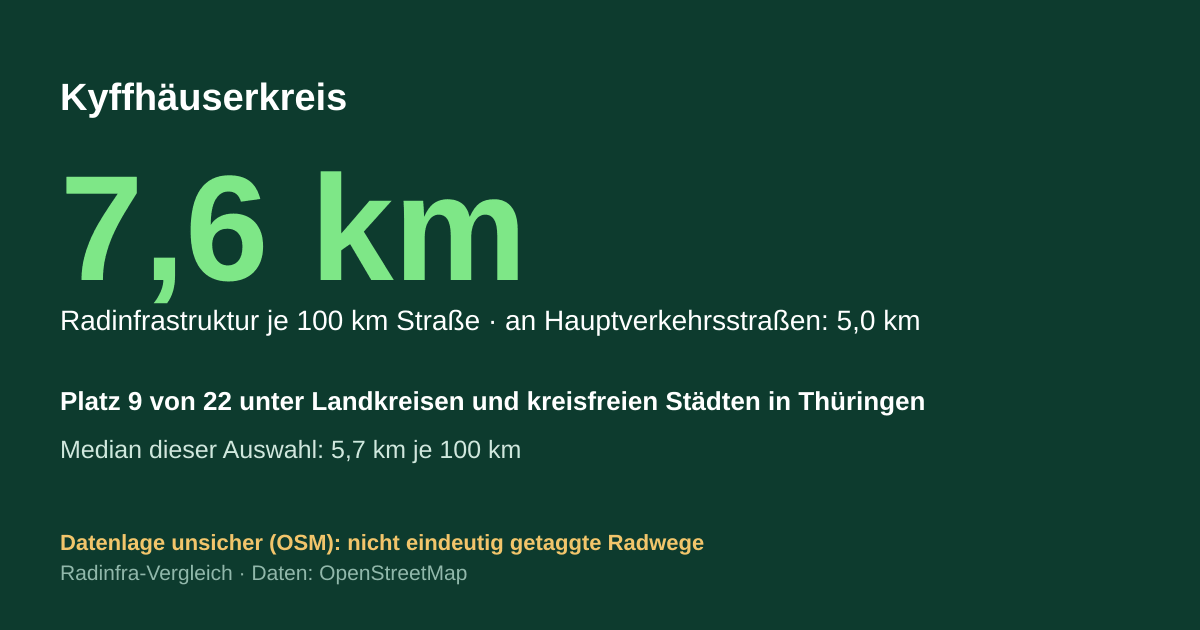 Kyffhäuserkreis
7,6 km
Radinfrastruktur je 100 km Straße · an Hauptverkehrsstraßen: 5,0 km
Platz 9 von 22 unter Landkreisen und kreisfreien Städten in Thüringen
Median dieser Auswahl: 5,7 km je 100 km
Datenlage unsicher (OSM): nicht eindeutig getaggte Radwege
Radinfra-Vergleich · Daten: OpenStreetMap